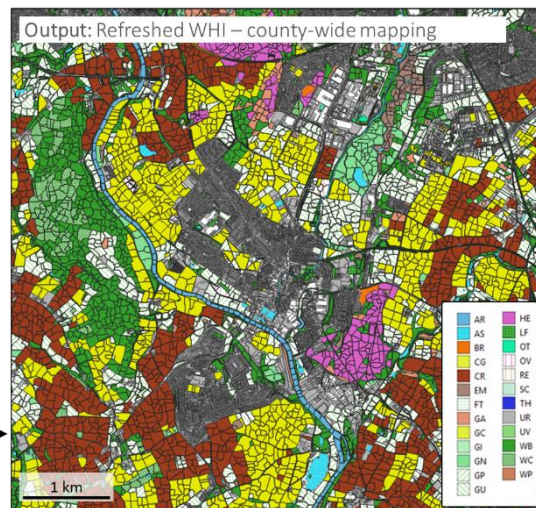 Output: Refreshed WHI – county-wide mapping
AR
AS
BR
CG
CR
EM
FT
GA
GC
GI
GN
GP
GU
HE
LF
OT
OV
RE
SC
TH
UR
UV
WB
WC
WP
1 km